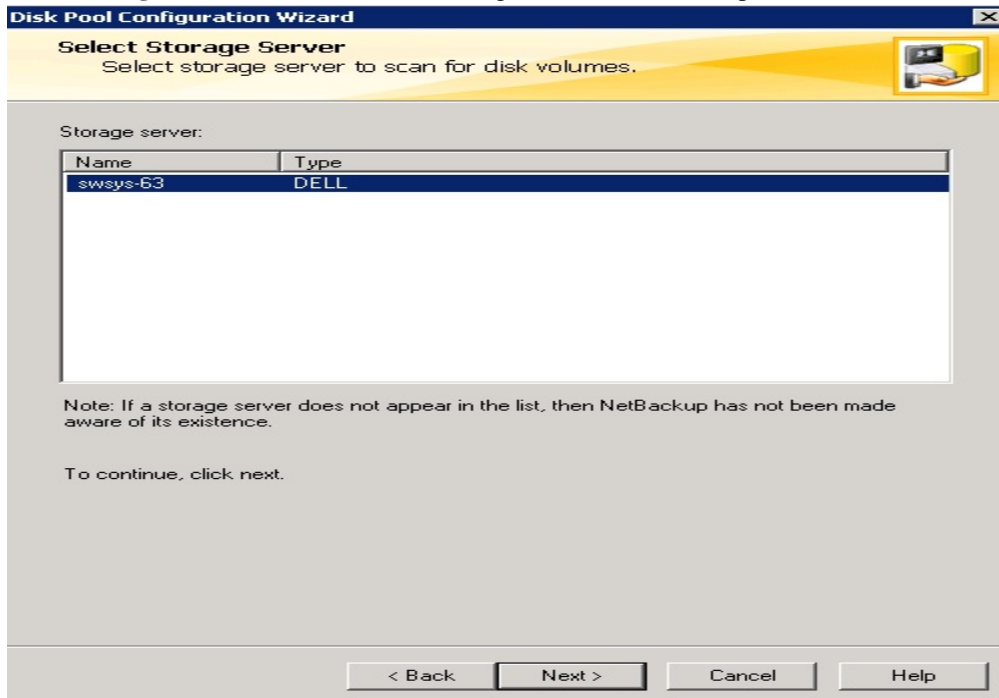 Disk Pool Configuration Wizard
Select Storage Server
Select storage server to scan for disk volumes.
Storage server:
Name Type
swsys-63 DELL
Note: If a storage server does not appear in the list, then NetBackup has not been made
aware of its existence.
To continue, click next.
< Back Next > Cancel Help